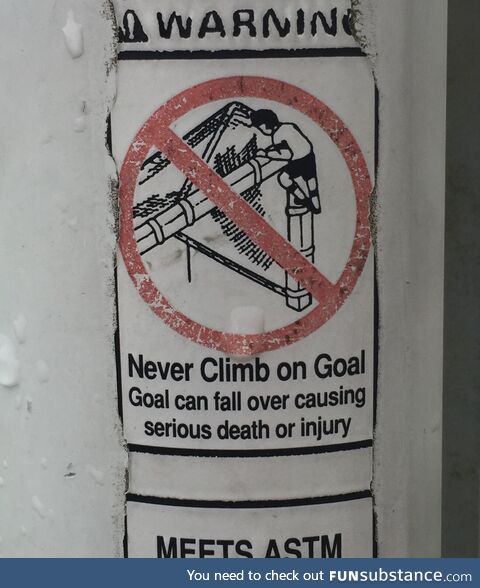 ⚠ WARNING
Never Climb on Goal
Goal can fall over causing
serious death or injury
MEETS ASTM
You need to check out FUNsubstance.com